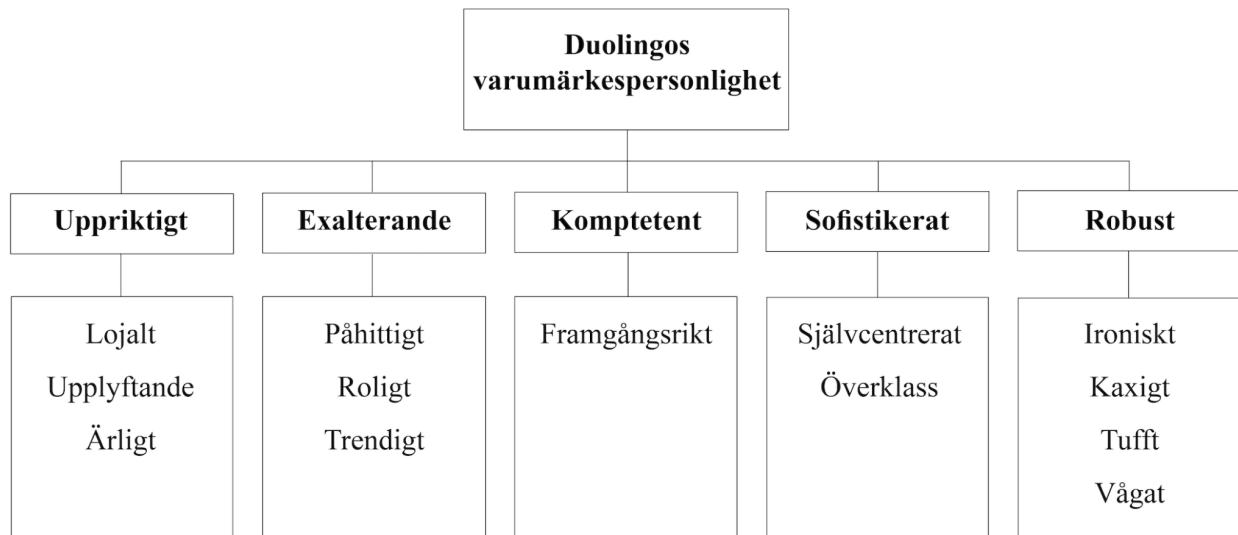 Duolingos
varumärkespersonlighet
Uppriktigt
Exalterande
Komptetent
Sofistikerat
Robust
Lojalt
Upplyftande
Ärligt
Påhittigt
Roligt
Trendigt
Framgångsrikt
Självcentrerat
Överklass
Ironiskt
Kaxigt
Tufft
Vågat